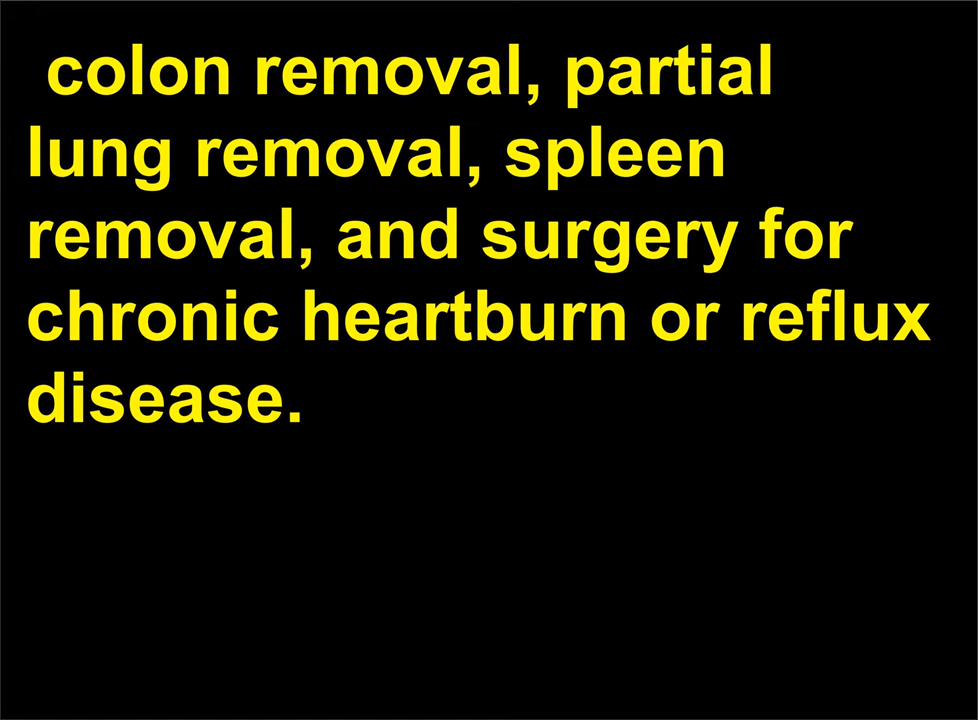 colon removal, partial
lung removal, spleen
removal, and surgery for
chronic heartburn or reflux
disease.